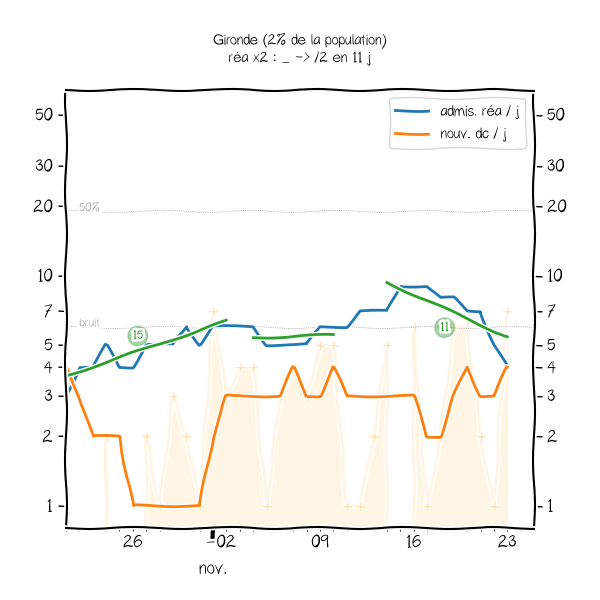 Gironde (2% de la population)
réa x2 : _ -> /2 en 11 j
admis. réa / j
nouv. dc / j
50 50
30 30
20 20
50%
10 10
7 7
bruit
15
11
5 5
4 4
3 3
2 2
1 1
26 02 09 16 23
nov.